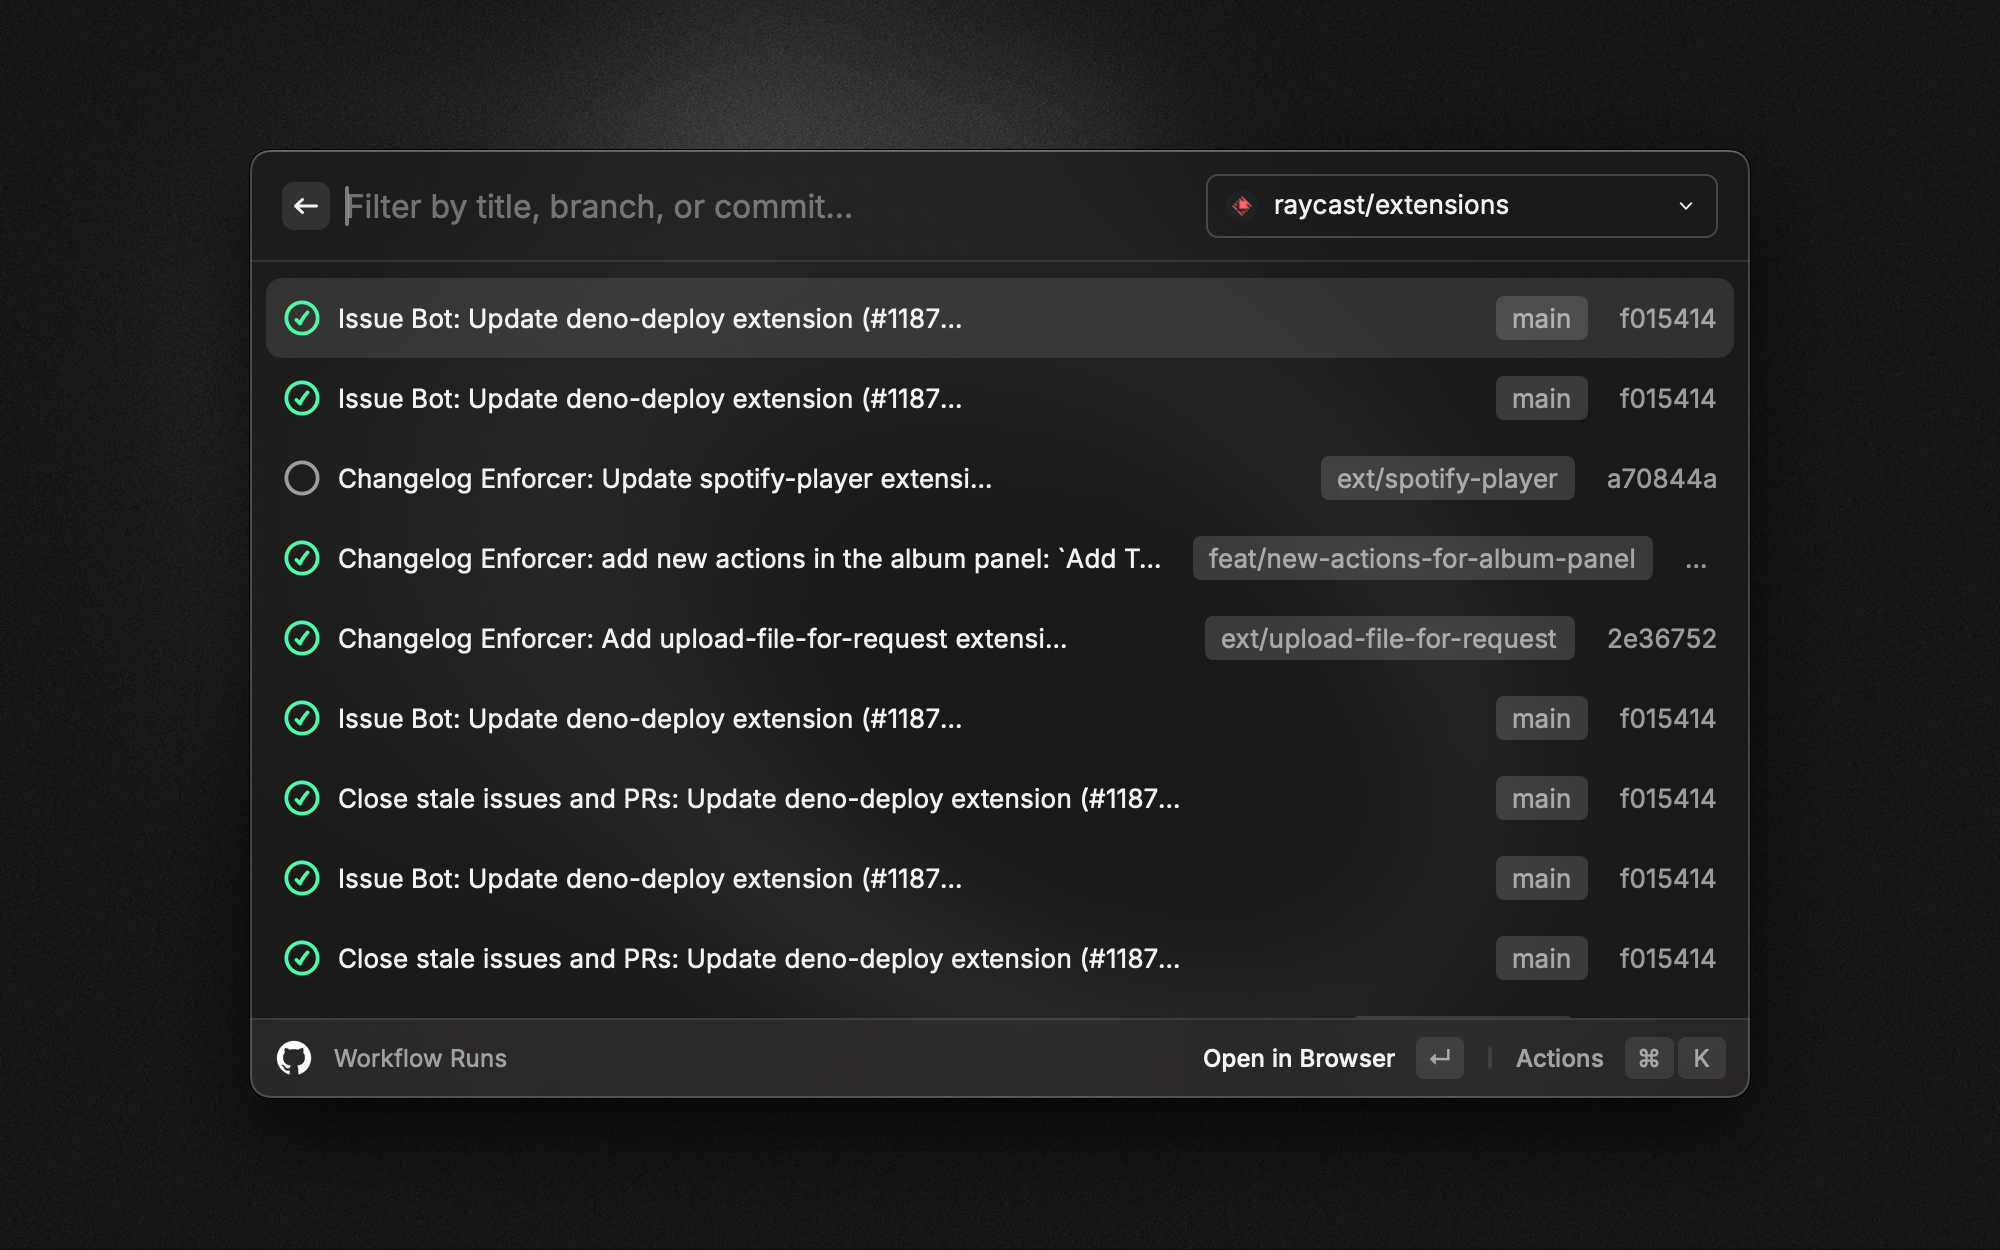 Filter by title, branch, or commit...
raycast/extensions
Issue Bot: Update deno-deploy extension (#1187... main f015414
Issue Bot: Update deno-deploy extension (#1187... main f015414
Changelog Enforcer: Update spotify-player extensi... ext/spotify-player a70844a
Changelog Enforcer: add new actions in the album panel: `Add T... feat/new-actions-for-album-panel ...
Changelog Enforcer: Add upload-file-for-request extensi... ext/upload-file-for-request 2e36752
Issue Bot: Update deno-deploy extension (#1187... main f015414
Close stale issues and PRs: Update deno-deploy extension (#1187... main f015414
Issue Bot: Update deno-deploy extension (#1187... main f015414
Close stale issues and PRs: Update deno-deploy extension (#1187... main f015414
Workflow Runs
Open in Browser ↵ | Actions ⌘ K